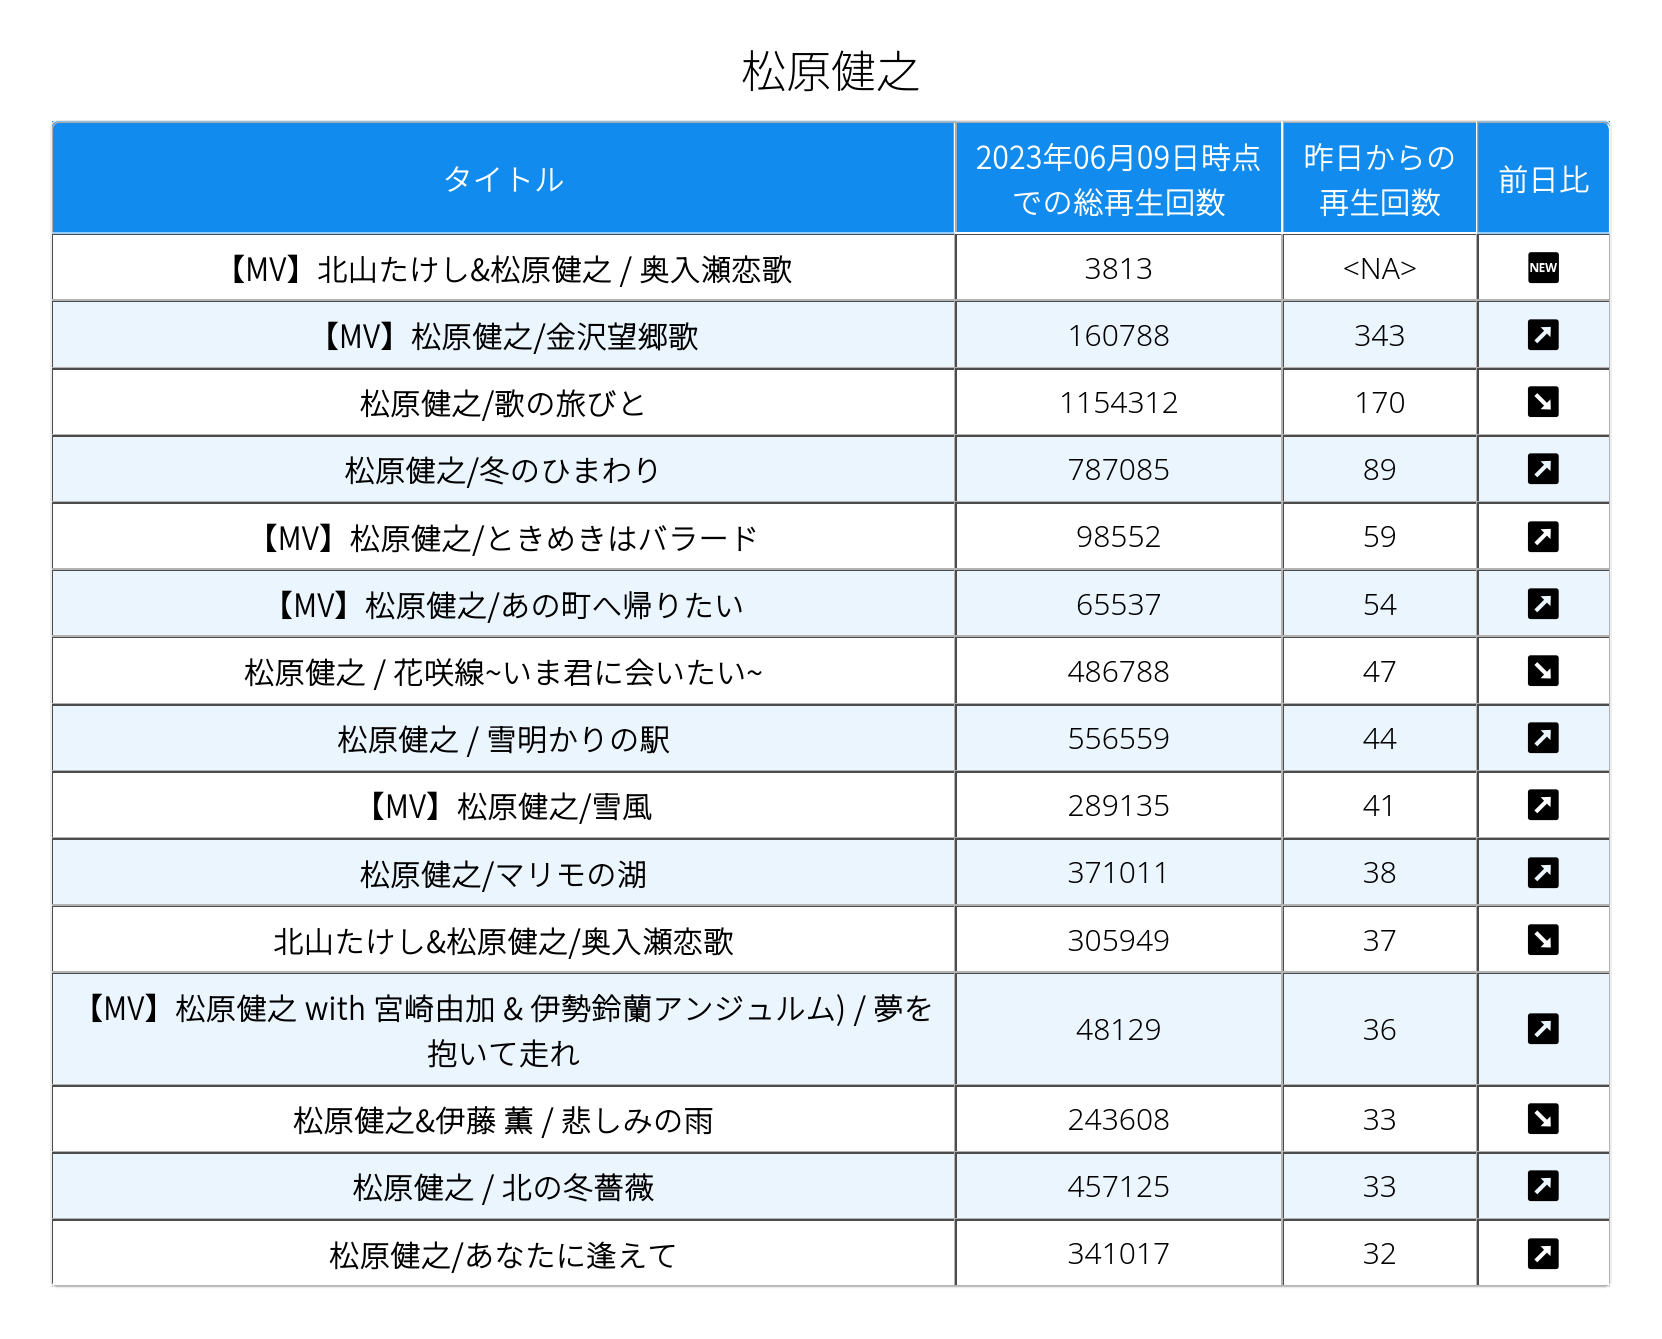 松原健之
タイトル
2023年06月09日時点
での総再生回数
昨日からの
再生回数
前日比
【MV】北山たけし&松原健之 / 奥入瀬恋歌 3813 <NA> NEW
【MV】松原健之/金沢望郷歌 160788 343
松原健之/歌の旅びと 1154312 170
松原健之/冬のひまわり 787085 89
【MV】松原健之/ときめきはバラード 98552 59
【MV】松原健之/あの町へ帰りたい 65537 54
松原健之 / 花咲線~いま君に会いたい~ 486788 47
松原健之 / 雪明かりの駅 556559 44
【MV】松原健之/雪風 289135 41
松原健之/マリモの湖 371011 38
北山たけし&松原健之/奥入瀬恋歌 305949 37
【MV】松原健之 with 宮崎由加 & 伊勢鈴蘭アンジュルム) / 夢を
抱いて走れ 48129 36
松原健之&伊藤 薫 / 悲しみの雨 243608 33
松原健之 / 北の冬薔薇 457125 33
松原健之/あなたに逢えて 341017 32